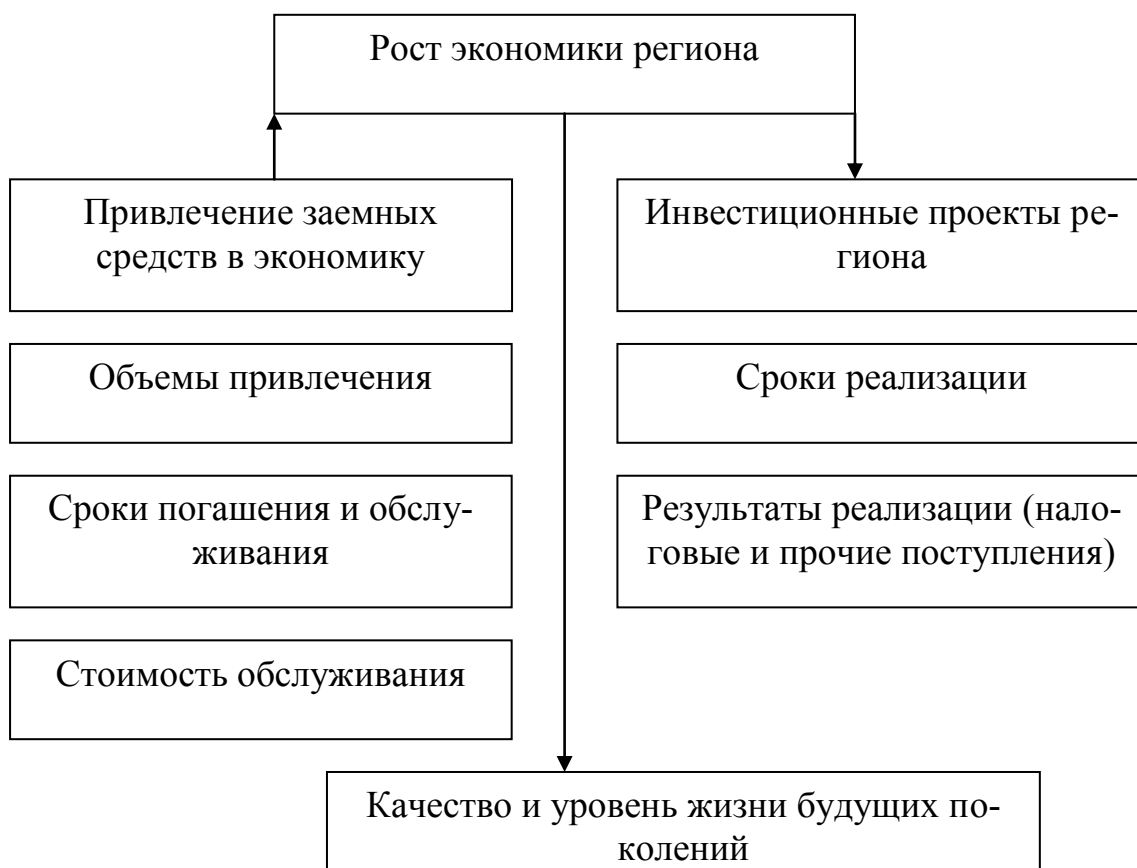 Рост экономики региона
Привлечение заемных
средств в экономику
Инвестиционные проекты ре-
гиона
Объемы привлечения
Сроки реализации
Сроки погашения и обслу-
живания
Результаты реализации (нало-
говые и прочие поступления)
Стоимость обслуживания
Качество и уровень жизни будущих по-
колений